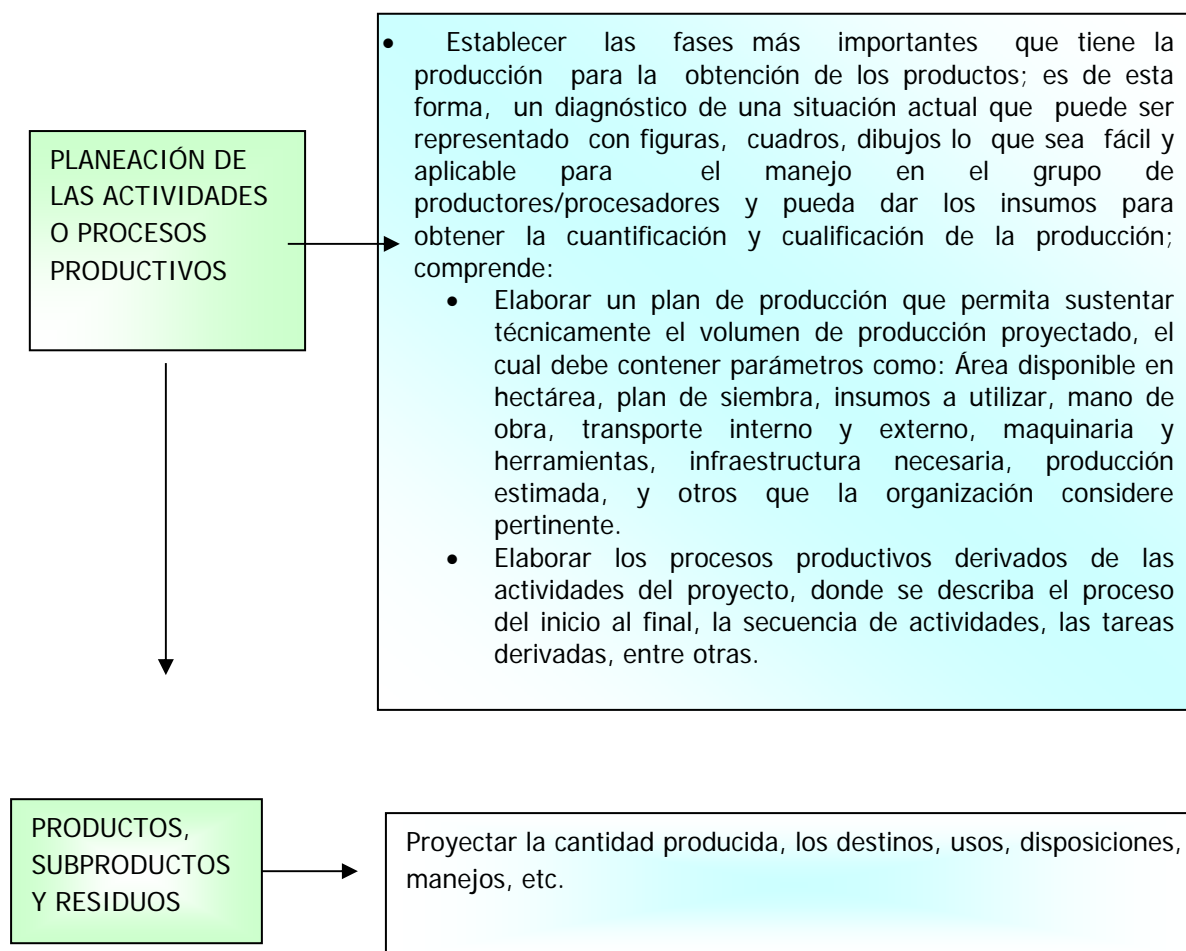 PLANEACIÓN DE
LAS ACTIVIDADES
O PROCESOS
PRODUCTIVOS
• Establecer las fases más importantes que tiene la
producción para la obtención de los productos; es de esta
forma, un diagnóstico de una situación actual que puede ser
representado con figuras, cuadros, dibujos lo que sea fácil y
aplicable para el manejo en el grupo de
productores/procesadores y pueda dar los insumos para
obtener la cuantificación y cualificación de la producción;
comprende:
• Elaborar un plan de producción que permita sustentar
técnicamente el volumen de producción proyectado, el
cual debe contener parámetros como: Área disponible en
hectárea, plan de siembra, insumos a utilizar, mano de
obra, transporte interno y externo, maquinaria y
herramientas, infraestructura necesaria, producción
estimada, y otros que la organización considere
pertinente.
• Elaborar los procesos productivos derivados de las
actividades del proyecto, donde se describa el proceso
del inicio al final, la secuencia de actividades, las tareas
derivadas, entre otras.
PRODUCTOS,
SUBPRODUCTOS
Y RESIDUOS
Proyectar la cantidad producida, los destinos, usos, disposiciones,
manejos, etc.